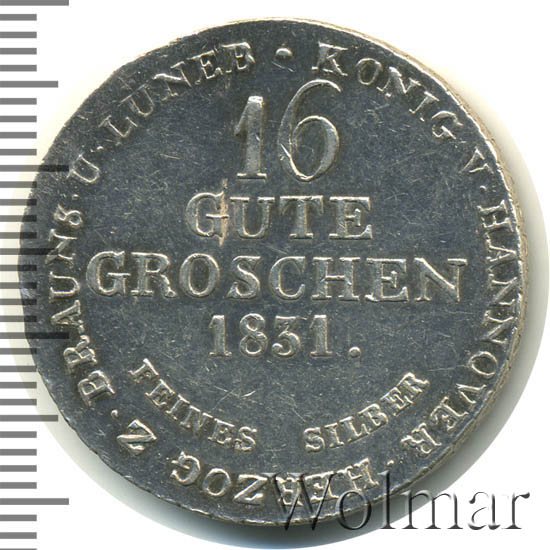 KONIG · V · HANNOVER · HERZOG Z. BRAUNS · U · LUNEB ·
16
GUTE
GROSCHEN
1831.
FEINES SILBER
Wolmar